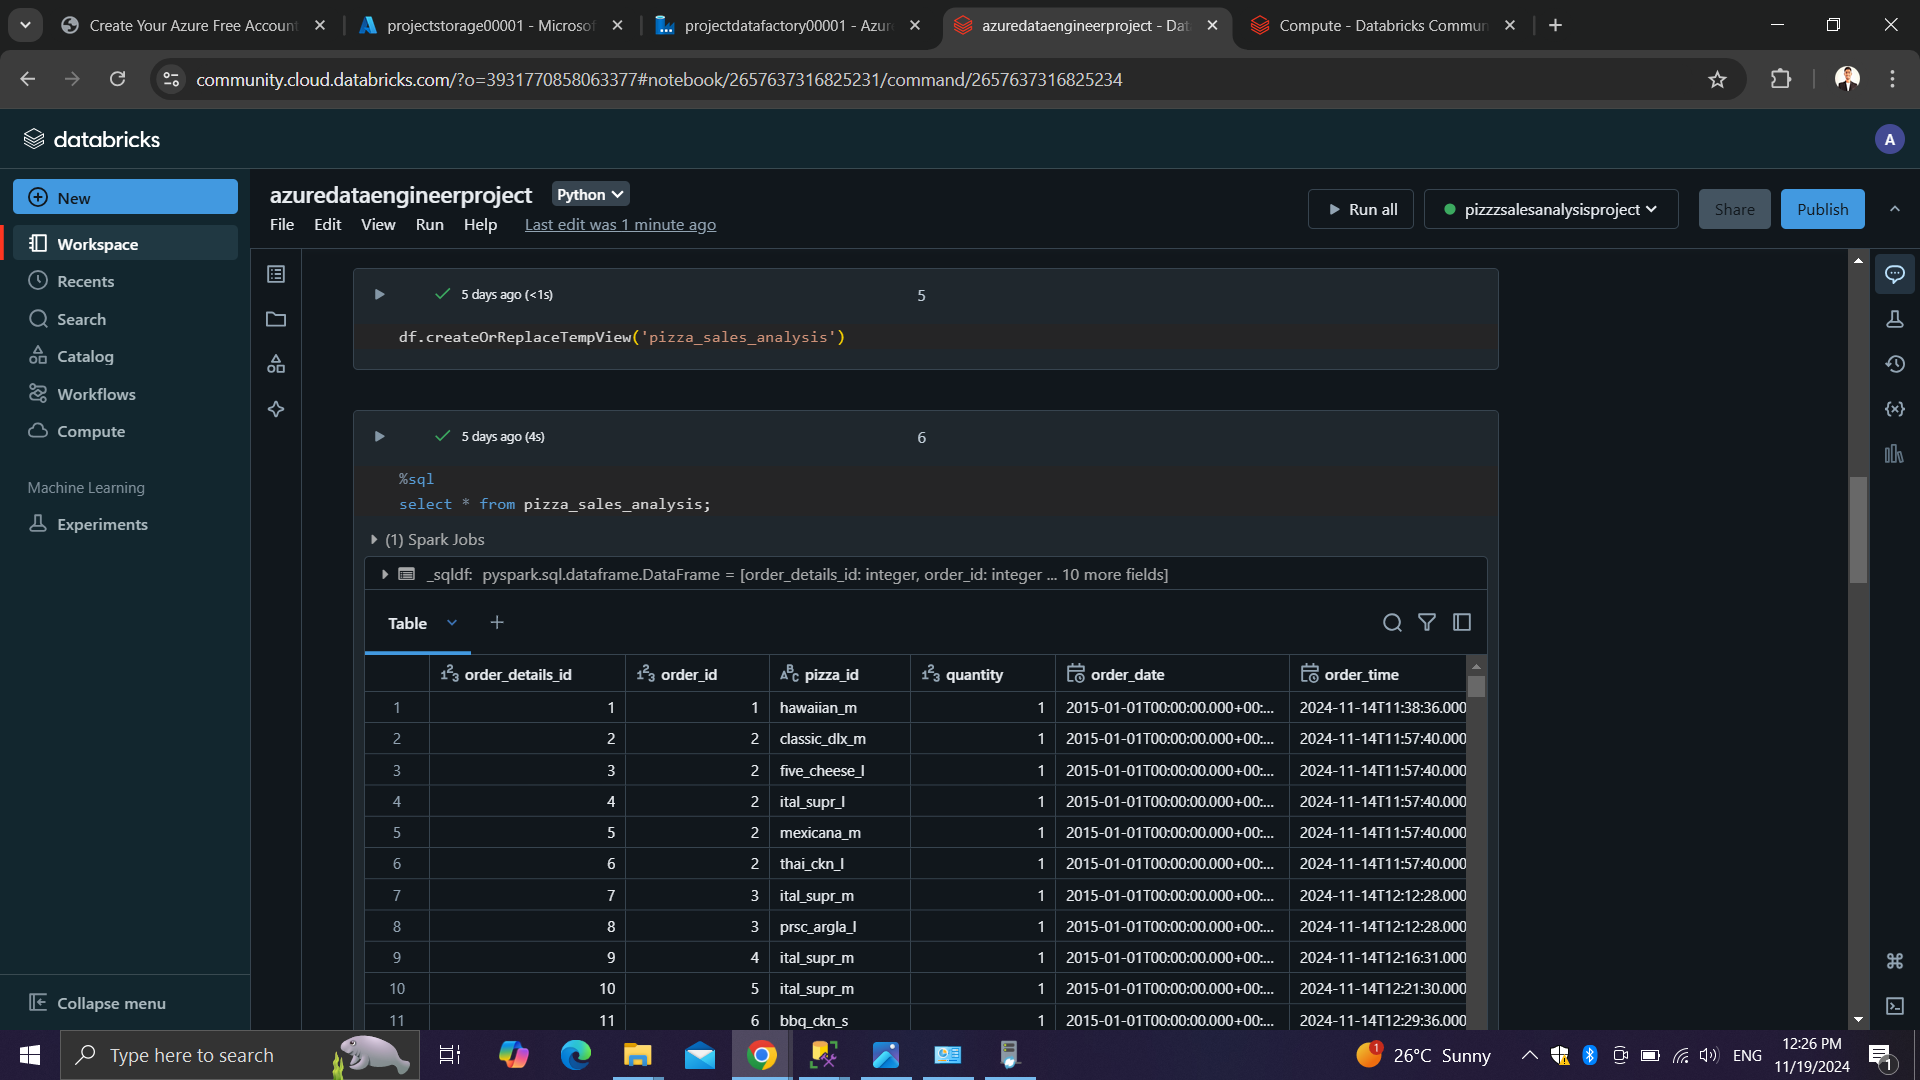 Create Your Azure Free Account
projectstorage00001 - Microsof
projectdatafactory00001 - Azur
azuredataengineerproject - Dat
Compute - Databricks Commun
community.cloud.databricks.com/?o=3931770858063377#notebook/2657637316825231/command/2657637316825234
databricks
A
New
Workspace
Recents
Search
Catalog
Workflows
Compute
Machine Learning
Experiments
Collapse menu
azuredataengineerproject Python
File Edit View Run Help Last edit was 1 minute ago
Run all pizzzsalesanalysisproject Share Publish
5 days ago (<1s) 5
df.createOrReplaceTempView('pizza_sales_analysis')
5 days ago (4s) 6
%sql
select * from pizza_sales_analysis;
(1) Spark Jobs
_sqldf: pyspark.sql.dataframe.DataFrame = [order_details_id: integer, order_id: integer ... 10 more fields]
Table +
order_details_id order_id pizza_id quantity order_date order_time
1 1 1 hawaiian_m 1 2015-01-01T00:00:00.000+00:... 2024-11-14T11:38:36.000
2 2 2 classic_dlx_m 1 2015-01-01T00:00:00.000+00:... 2024-11-14T11:57:40.000
3 3 2 five_cheese_l 1 2015-01-01T00:00:00.000+00:... 2024-11-14T11:57:40.000
4 4 2 ital_supr_l 1 2015-01-01T00:00:00.000+00:... 2024-11-14T11:57:40.000
5 5 2 mexicana_m 1 2015-01-01T00:00:00.000+00:... 2024-11-14T11:57:40.000
6 6 2 thai_ckn_l 1 2015-01-01T00:00:00.000+00:... 2024-11-14T11:57:40.000
7 7 3 ital_supr_m 1 2015-01-01T00:00:00.000+00:... 2024-11-14T12:12:28.000
8 8 3 prsc_argla_l 1 2015-01-01T00:00:00.000+00:... 2024-11-14T12:12:28.000
9 9 4 ital_supr_m 1 2015-01-01T00:00:00.000+00:... 2024-11-14T12:16:31.000
10 10 5 ital_supr_m 1 2015-01-01T00:00:00.000+00:... 2024-11-14T12:21:30.000
11 11 6 bbq_ckn_s 1 2015-01-01T00:00:00.000+00:... 2024-11-14T12:29:36.000
Type here to search
1 26°C Sunny
ENG
12:26 PM
11/19/2024
1